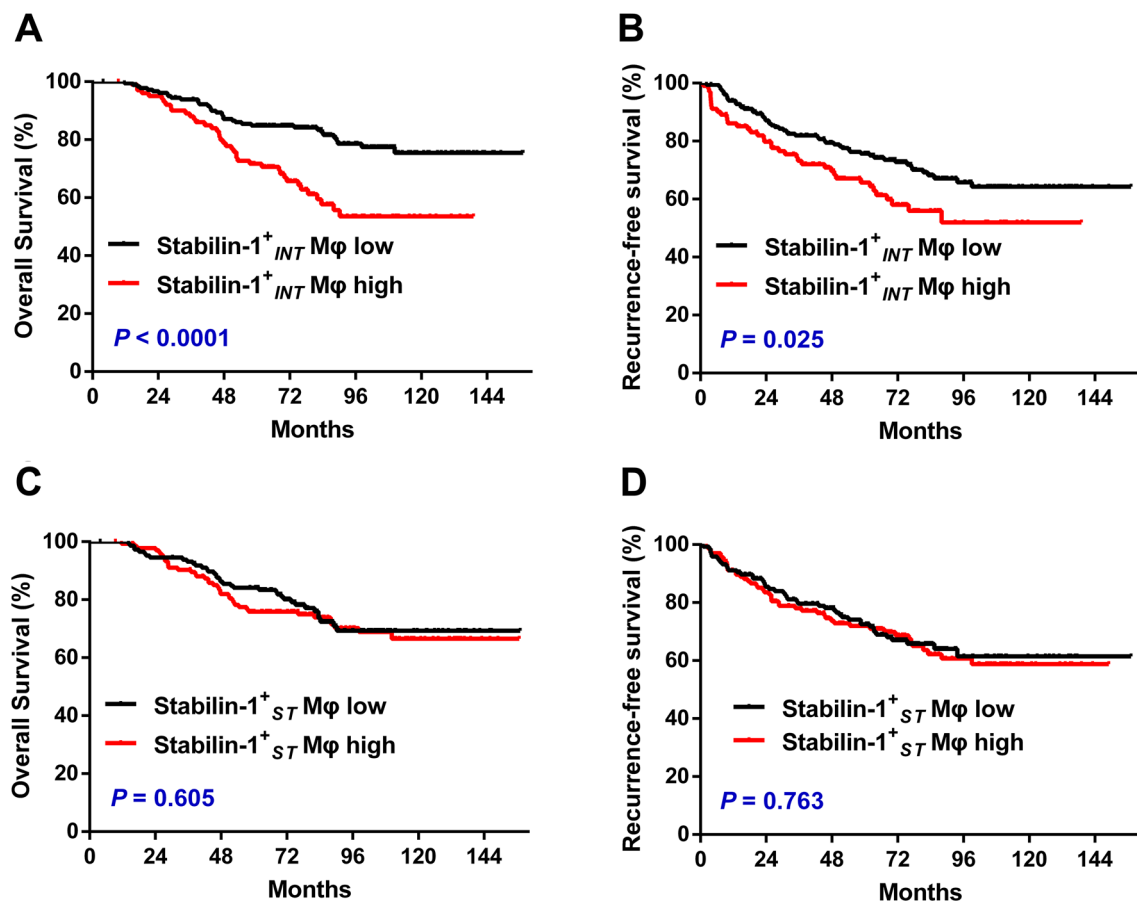 A
Overall Survival (%)
100
80
60
40
20
0
Stabilin-1+INT Mφ low
Stabilin-1+INT Mφ high
P < 0.0001
0 24 48 72 96 120 144
Months
B
Recurrence-free survival (%)
100
80
60
40
20
0
Stabilin-1+INT Mφ low
Stabilin-1+INT Mφ high
P = 0.025
0 24 48 72 96 120 144
Months
C
Overall Survival (%)
100
80
60
40
20
0
Stabilin-1+ST Mφ low
Stabilin-1+ST Mφ high
P = 0.605
0 24 48 72 96 120 144
Months
D
Recurrence-free survival (%)
100
80
60
40
20
0
Stabilin-1+ST Mφ low
Stabilin-1+ST Mφ high
P = 0.763
0 24 48 72 96 120 144
Months